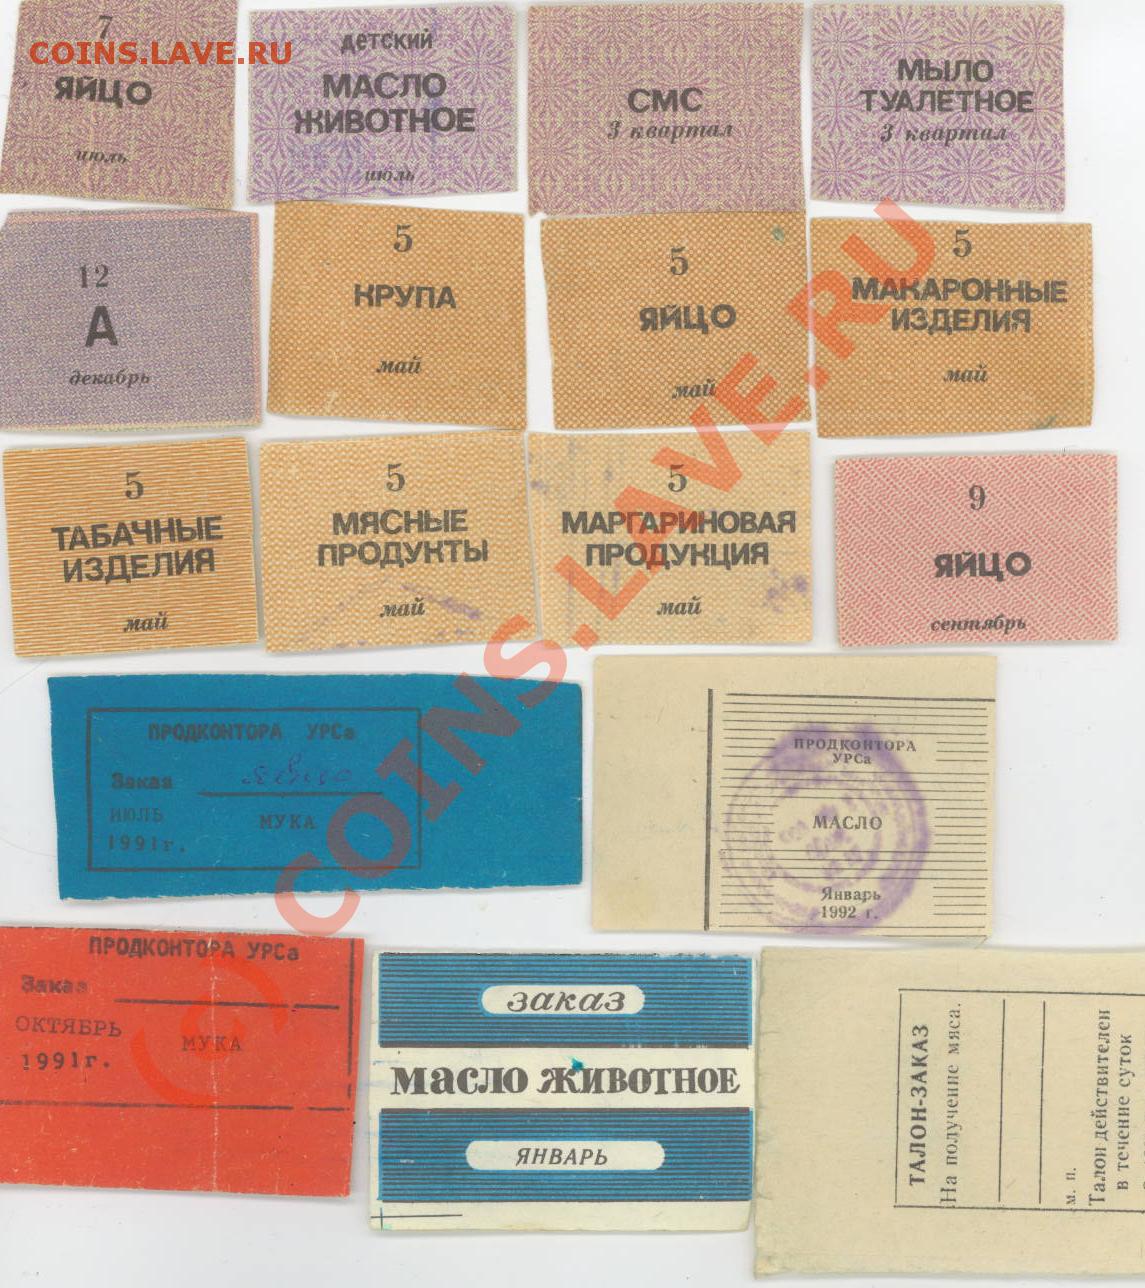 7
COINS.LAVE.RU
ЯЙЦО
июль
детский
МАСЛО
ЖИВОТНОЕ
июль
СМС
3 квартал
МЫЛО
ТУАЛЕТНОЕ
3 квартал
12
А
декабрь
5
КРУПА
май
5
ЯЙЦО
май
5
МАКАРОННЫЕ
ИЗДЕЛИЯ
май
5
ТАБАЧНЫЕ
ИЗДЕЛИЯ
май
5
МЯСНЫЕ
ПРОДУКТЫ
май
5
МАРГАРИНОВАЯ
ПРОДУКЦИЯ
май
9
ЯЙЦО
сентябрь
ПРОДКОНТОРА УРСа
Заказ
ИЮЛЬ
МУКА
1991г.
ПРОДКОНТОРА
УРСа
МАСЛО
Январь
1992 г.
ПРОДКОНТОРА УРСа
Заказ
ОКТЯБРЬ
МУКА
1991г.
заказ
масло животное
ЯНВАРЬ
ТАЛОН-ЗАКАЗ
На получение мяса.
м. п.
Талон действителен
в течение суток
(c) COINS.LAVE.RU